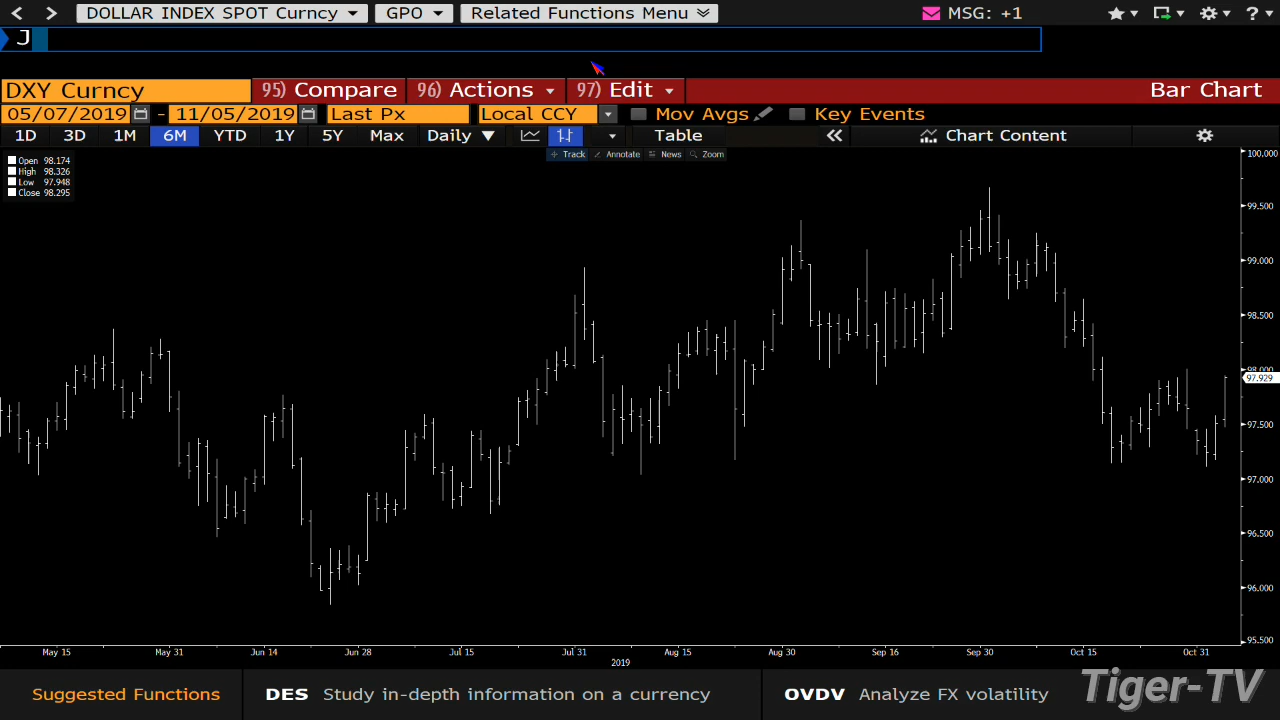 DOLLAR INDEX SPOT Curncy GPO Related Functions Menu MSG: +1 ?
J
DXY Curncy 95) Compare 96) Actions 97) Edit Bar Chart
05/07/2019 - 11/05/2019 Last Px Local CCY Mov Avgs Key Events
1D 3D 1M 6M YTD 1Y 5Y Max Daily Table Chart Content
Track Annotate News Zoom
Open 98.174
High 98.326
Low 97.948
Close 98.295
100.000
99.500
99.000
98.500
98.000
97.929
97.500
97.000
96.500
96.000
95.500
May 15 May 31 Jun 14 Jun 28 Jul 15 Jul 31 Aug 15 Aug 30 Sep 16 Sep 30 Oct 15 Oct 31
2019
Suggested Functions DES Study in-depth information on a currency OVDV Analyze FX volatility
Tiger-TV